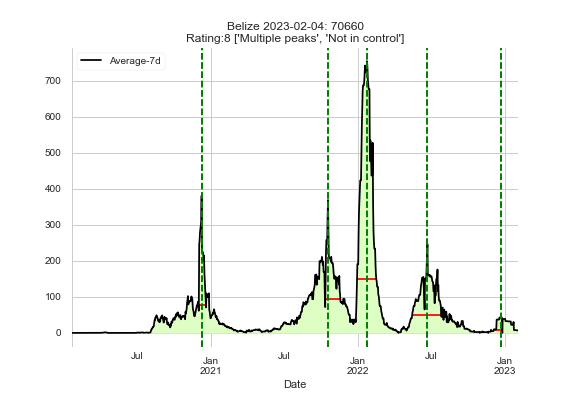 Belize 2023-02-04: 70660
Rating:8 ['Multiple peaks', 'Not in control']
Average-7d
700
600
500
400
300
200
100
0
Jul
Jan
2021
Jul
Jan
2022
Jul
Jan
2023
Date